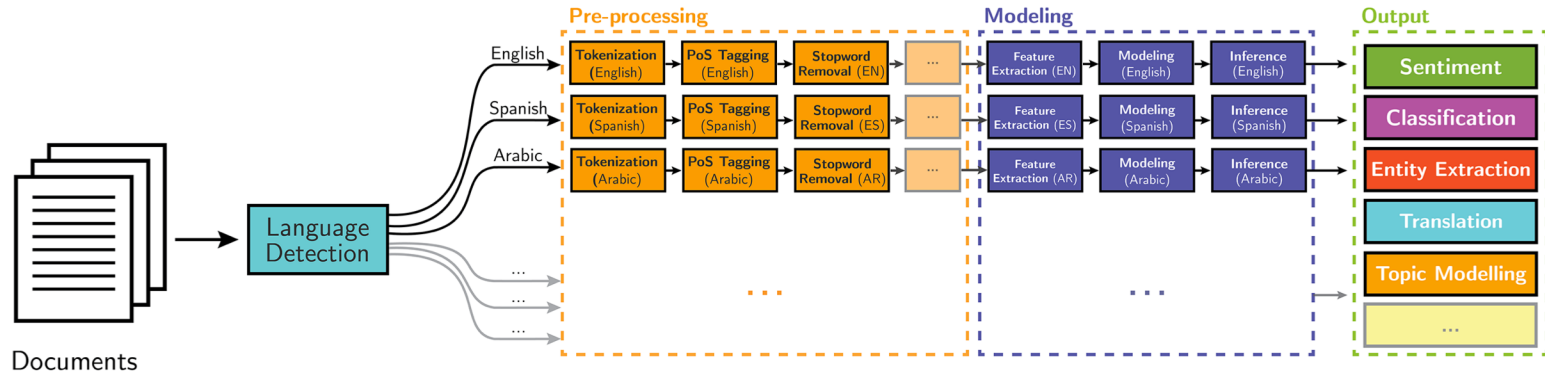 Pre-processing
Modeling
Output
English
Tokenization
(English)
PoS Tagging
(English)
Stopword
Removal (EN)
...
Feature
Extraction (EN)
Modeling
(English)
Inference
(English)
Sentiment
Spanish
Tokenization
(Spanish)
PoS Tagging
(Spanish)
Stopword
Removal (ES)
...
Feature
Extraction (ES)
Modeling
(Spanish)
Inference
(Spanish)
Classification
Arabic
Tokenization
(Arabic)
PoS Tagging
(Arabic)
Stopword
Removal (AR)
...
Feature
Extraction (AR)
Modeling
(Arabic)
Inference
(Arabic)
Entity Extraction
Language
Detection
Translation
...
...
...
...
...
Topic Modelling
...
Documents